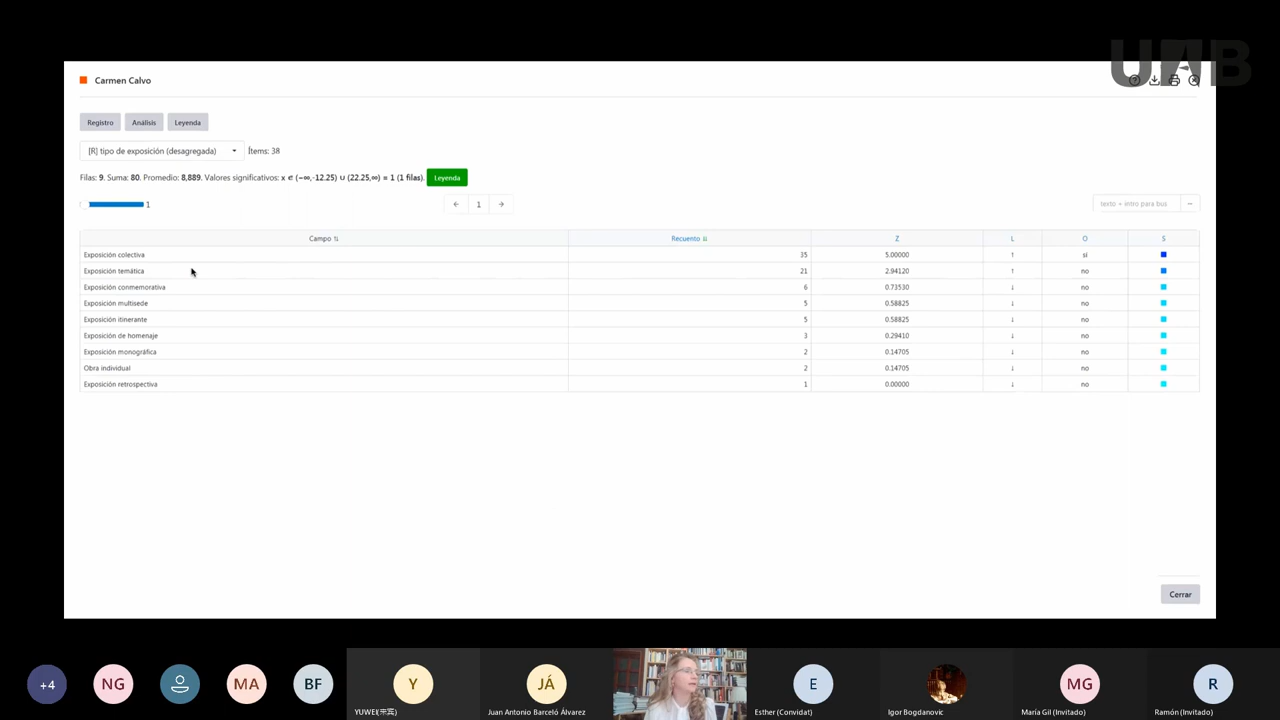 UAB
Carmen Calvo
Registro Análisis Leyenda
[R] tipo de exposición (desagregada) Ítems: 38
Filas: 9. Suma: 80. Promedio: 8,889. Valores significativos: x ∈ (−∞,-12.25) ∪ (22.25,∞) = 1 (1 filas). Leyenda
1 ← 1 → texto + intro para bus −
Campo ↑↓ Recuento Z L O S
Exposición colectiva 35 5.00000 ↑ sí
Exposición temática 21 2.94120 ↑ no
Exposición conmemorativa 6 0.73530 ↓ no
Exposición multisede 5 0.58825 ↓ no
Exposición itinerante 5 0.58825 ↓ no
Exposición de homenaje 3 0.29410 ↓ no
Exposición monográfica 2 0.14705 ↓ no
Obra individual 2 0.14705 ↓ no
Exposición retrospectiva 1 0.00000 ↓ no
Cerrar
+4 NG MA BF Y JÁ E MG R
Juan Antonio Barceló Álvarez Esther (Convidat) Igor Bogdanovic María Gil (Invitado) Ramón (Invitado)